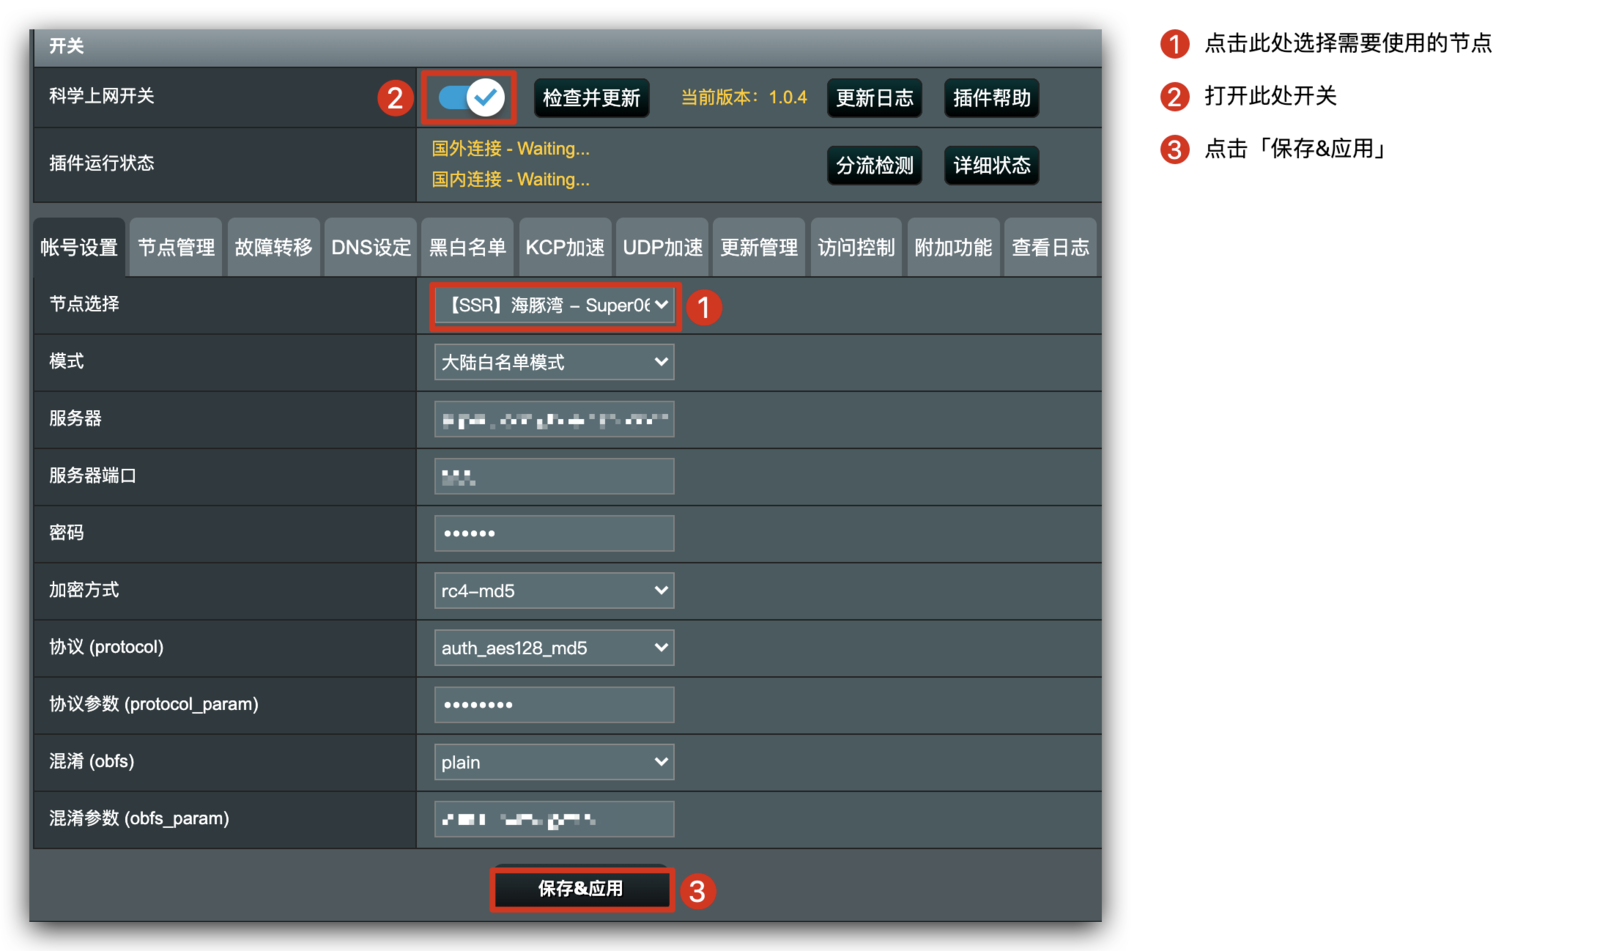 开关
科学上网开关
2
检查并更新
当前版本：1.0.4
更新日志
插件帮助
插件运行状态
国外连接 - Waiting...
国内连接 - Waiting...
分流检测
详细状态
帐号设置 节点管理 故障转移 DNS设定 黑白名单 KCP加速 UDP加速 更新管理 访问控制 附加功能 查看日志
节点选择
【SSR】海豚湾 - Super06
1
模式
大陆白名单模式
服务器
服务器端口
密码
••••••
加密方式
rc4-md5
协议 (protocol)
auth_aes128_md5
协议参数 (protocol_param)
••••••••
混淆 (obfs)
plain
混淆参数 (obfs_param)
保存&应用
3
1 点击此处选择需要使用的节点
2 打开此处开关
3 点击「保存&应用」